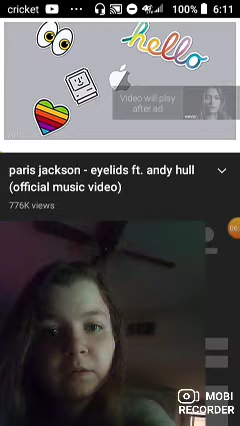 cricket 100% 6:11
hello
Video will play
after ad
vevo
paris jackson - eyelids ft. andy hull
(official music video)
776K views
MOBI
RECORDER